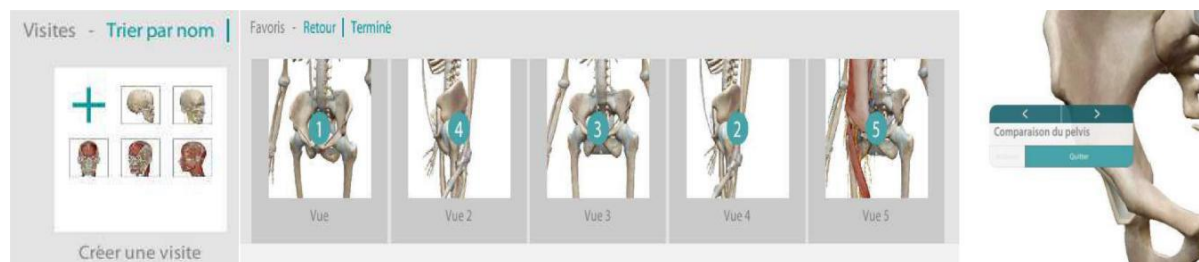 Visites - Trier par nom |
Créer une visite
Favoris - Retour | Terminé
1
4
3
2
5
Vue
Vue 2
Vue 3
Vue 4
Vue 5
< >
Comparaison du pelvis
Quitter